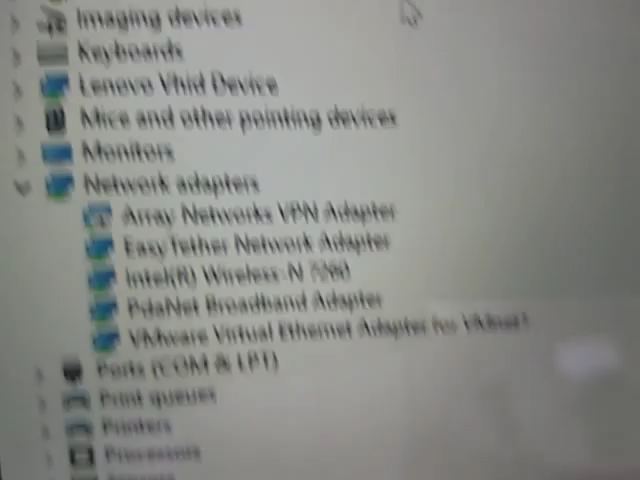 Imaging devices
Keyboards
Lenovo Vhid Device
Mice and other pointing devices
Monitors
Network adapters
Array Networks VPN Adapter
EasyTether Network Adapter
Intel(R) Wireless-N 7260
PdaNet Broadband Adapter
VMware Virtual Ethernet Adapter for VMnet1
Ports (COM & LPT)
Print queues
Printers
Processors